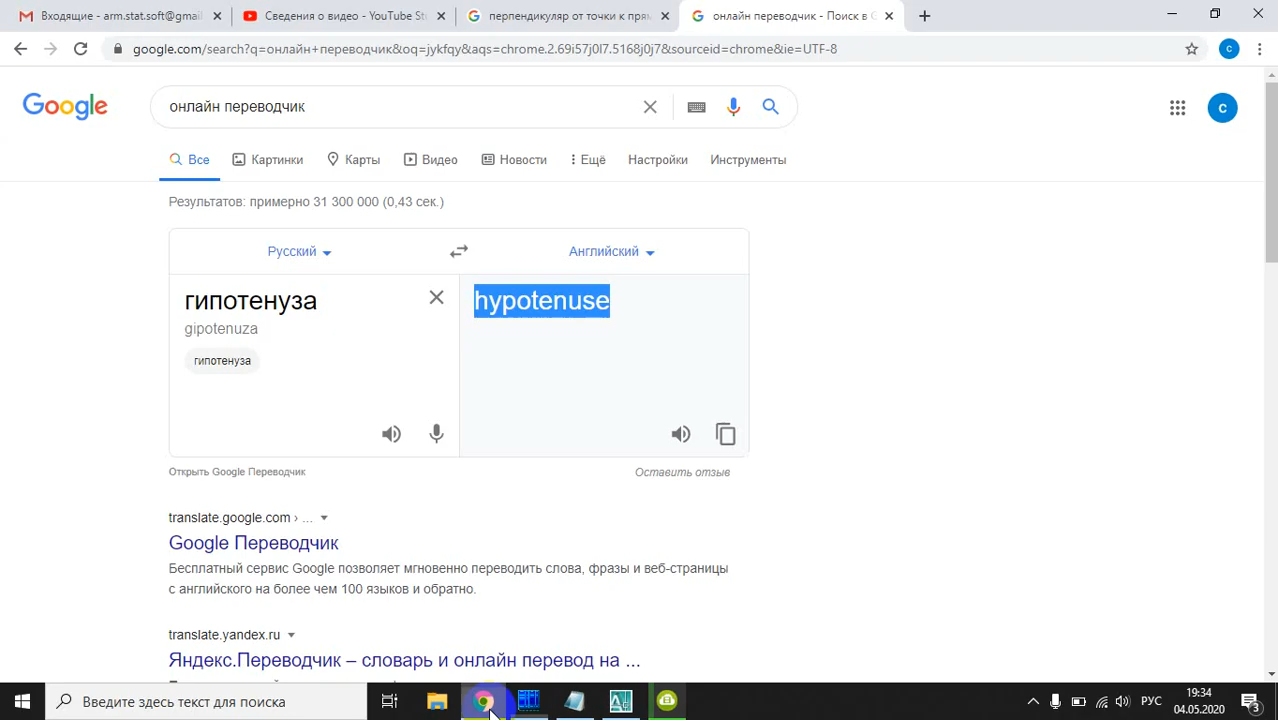 Входящие - arm.stat.soft@gmail
Сведения о видео - YouTube St
перпендикуляр от точки к прям
онлайн переводчик - Поиск в G
google.com/search?q=онлайн+переводчик&oq=jykfqy&aqs=chrome.2.69i57j0l7.5168j0j7&sourceid=chrome&ie=UTF-8
c
Google
онлайн переводчик
c
Все
Картинки
Карты
Видео
Новости
Ещё
Настройки
Инструменты
Результатов: примерно 31 300 000 (0,43 сек.)
Русский
Английский
гипотенуза
hypotenuse
gipotenuza
гипотенуза
Открыть Google Переводчик
Оставить отзыв
translate.google.com › ...
Google Переводчик
Бесплатный сервис Google позволяет мгновенно переводить слова, фразы и веб-страницы
с английского на более чем 100 языков и обратно.
translate.yandex.ru
Яндекс.Переводчик – словарь и онлайн перевод на ...
Введите здесь текст для поиска
РУС
19:34
04.05.2020
3